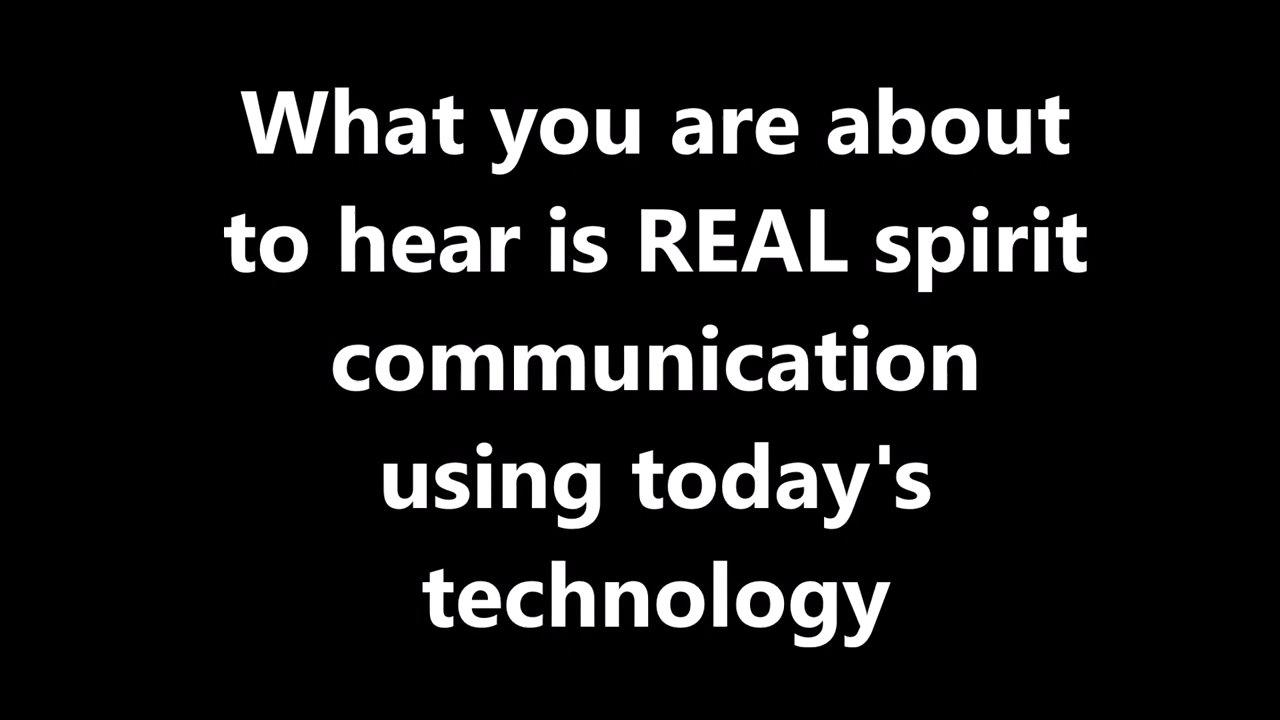 What you are about
to hear is REAL spirit
communication
using today's
technology